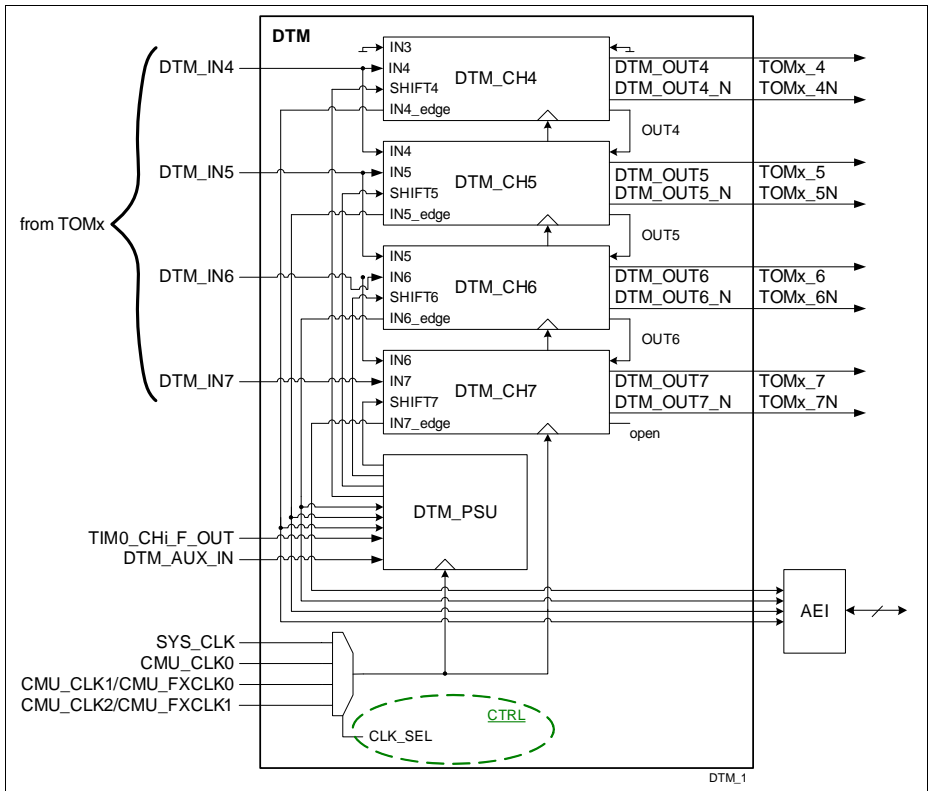 DTM
IN3
DTM_IN4
IN4
SHIFT4
IN4_edge
DTM_CH4
DTM_OUT4
TOMx_4
DTM_OUT4_N
TOMx_4N
OUT4
IN4
DTM_IN5
IN5
SHIFT5
IN5_edge
DTM_CH5
DTM_OUT5
TOMx_5
DTM_OUT5_N
TOMx_5N
from TOMx
OUT5
IN5
DTM_IN6
IN6
SHIFT6
IN6_edge
DTM_CH6
DTM_OUT6
TOMx_6
DTM_OUT6_N
TOMx_6N
OUT6
IN6
DTM_IN7
IN7
SHIFT7
IN7_edge
DTM_CH7
DTM_OUT7
TOMx_7
DTM_OUT7_N
TOMx_7N
open
DTM_PSU
TIM0_CHi_F_OUT
DTM_AUX_IN
AEI
SYS_CLK
CMU_CLK0
CMU_CLK1/CMU_FXCLK0
CMU_CLK2/CMU_FXCLK1
CTRL
CLK_SEL
DTM_1